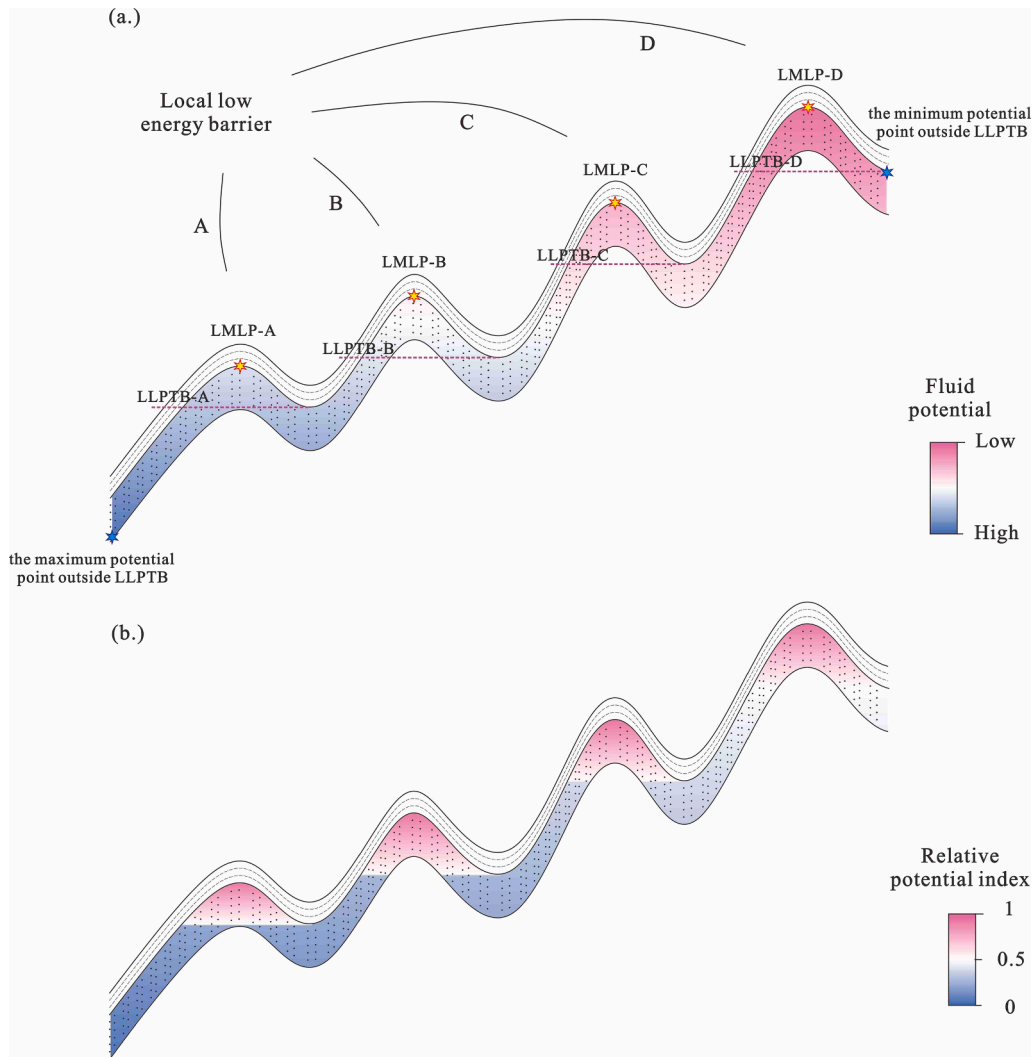 (a.)
D
LMLP-D
Local low
energy barrier
the minimum potential
point outside LLPTB
C
LLPTB-D
LMLP-C
B
A
LMLP-B
LLPTB-C
LMLP-A
LLPTB-B
LLPTB-A
Fluid
potential
Low
High
the maximum potential
point outside LLPTB
(b.)
Relative
potential index
1
0.5
0